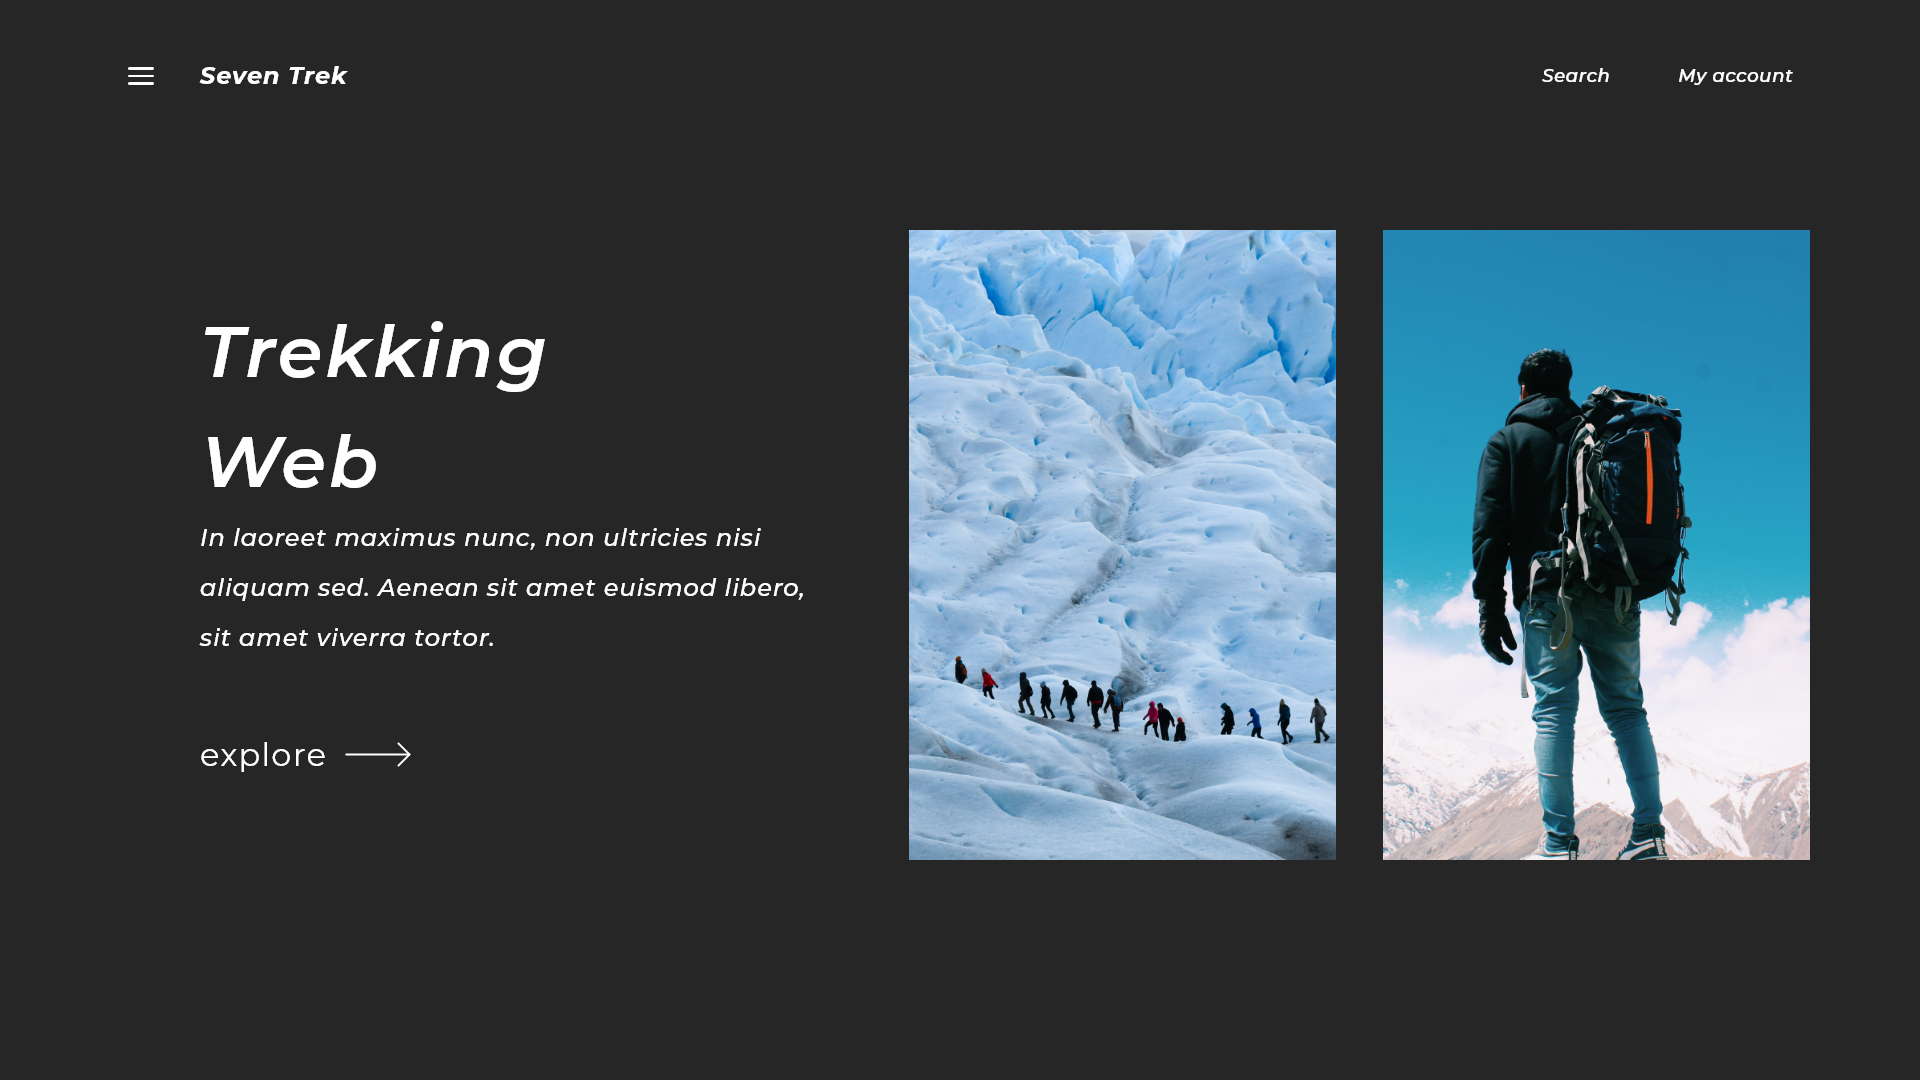 Seven Trek
Search
My account
Trekking
Web
In laoreet maximus nunc, non ultricies nisi
aliquam sed. Aenean sit amet euismod libero,
sit amet viverra tortor.
explore